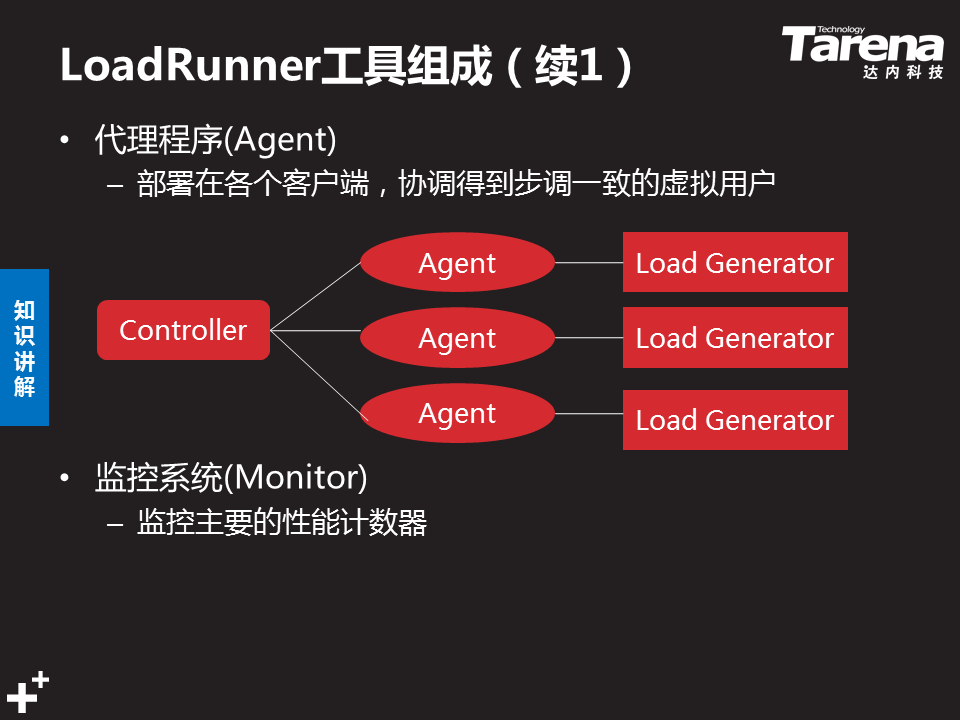 LoadRunner工具组成（续1）
Technology
Tarena
达内科技
• 代理程序(Agent)
– 部署在各个客户端，协调得到步调一致的虚拟用户
知识讲解
Controller
Agent
Load Generator
Agent
Load Generator
Agent
Load Generator
• 监控系统(Monitor)
– 监控主要的性能计数器